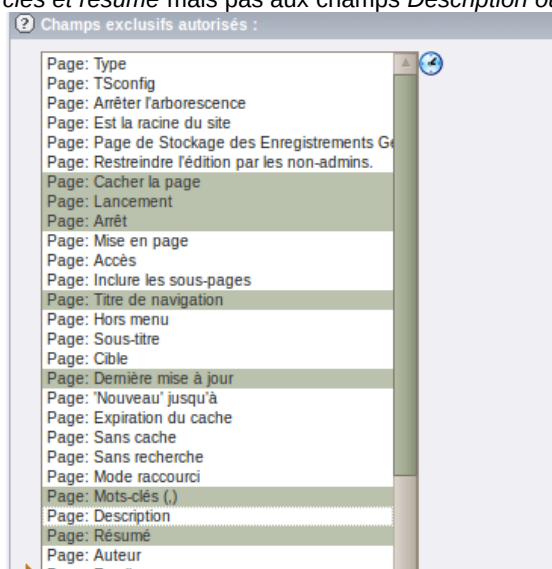 clés et résumé mais pas aux champs Description ou
Champs exclusifs autorisés :
Page: Type
Page: TSconfig
Page: Arrêter l'arborescence
Page: Est la racine du site
Page: Page de Stockage des Enregistrements Gé
Page: Restreindre l'édition par les non-admins.
Page: Cacher la page
Page: Lancement
Page: Arrêt
Page: Mise en page
Page: Accès
Page: Inclure les sous-pages
Page: Titre de navigation
Page: Hors menu
Page: Sous-titre
Page: Cible
Page: Dernière mise à jour
Page: 'Nouveau' jusqu'à
Page: Expiration du cache
Page: Sans cache
Page: Sans recherche
Page: Mode raccourci
Page: Mots-clés (,)
Page: Description
Page: Résumé
Page: Auteur